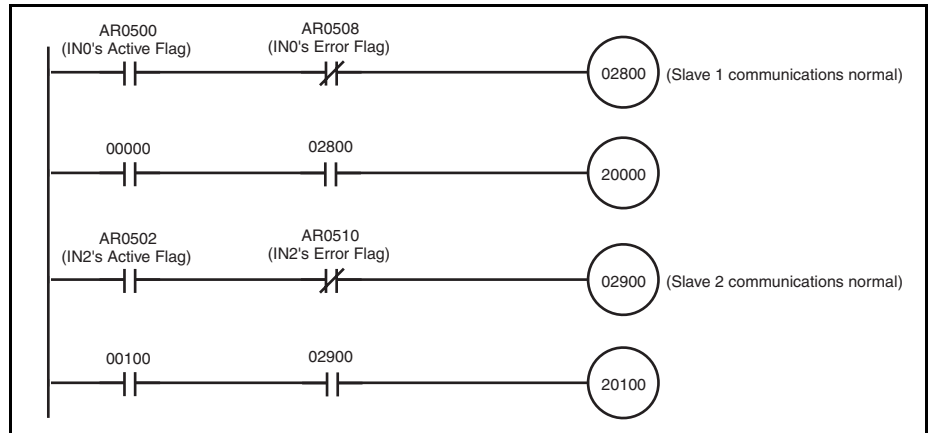 AR0500
(IN0's Active Flag)
AR0508
(IN0's Error Flag)
02800
(Slave 1 communications normal)
00000
02800
20000
AR0502
(IN2's Active Flag)
AR0510
(IN2's Error Flag)
02900
(Slave 2 communications normal)
00100
02900
20100